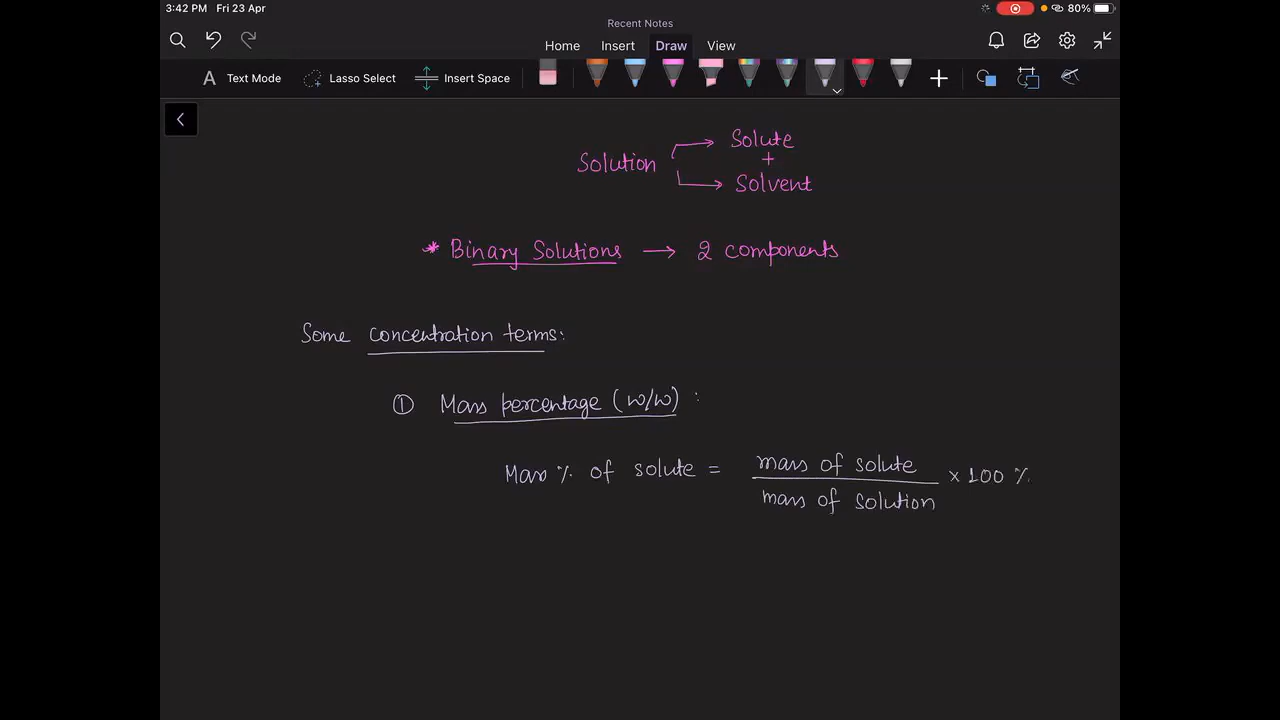 3:42 PM Fri 23 Apr 80%
Recent Notes
Home Insert Draw View
A Text Mode Lasso Select Insert Space
Solution → Solute
+
→ Solvent
* Binary Solutions → 2 components
Some concentration terms:
① Mass percentage (w/w) :
Mass % of solute = mass of solute × 100 %
mass of solution